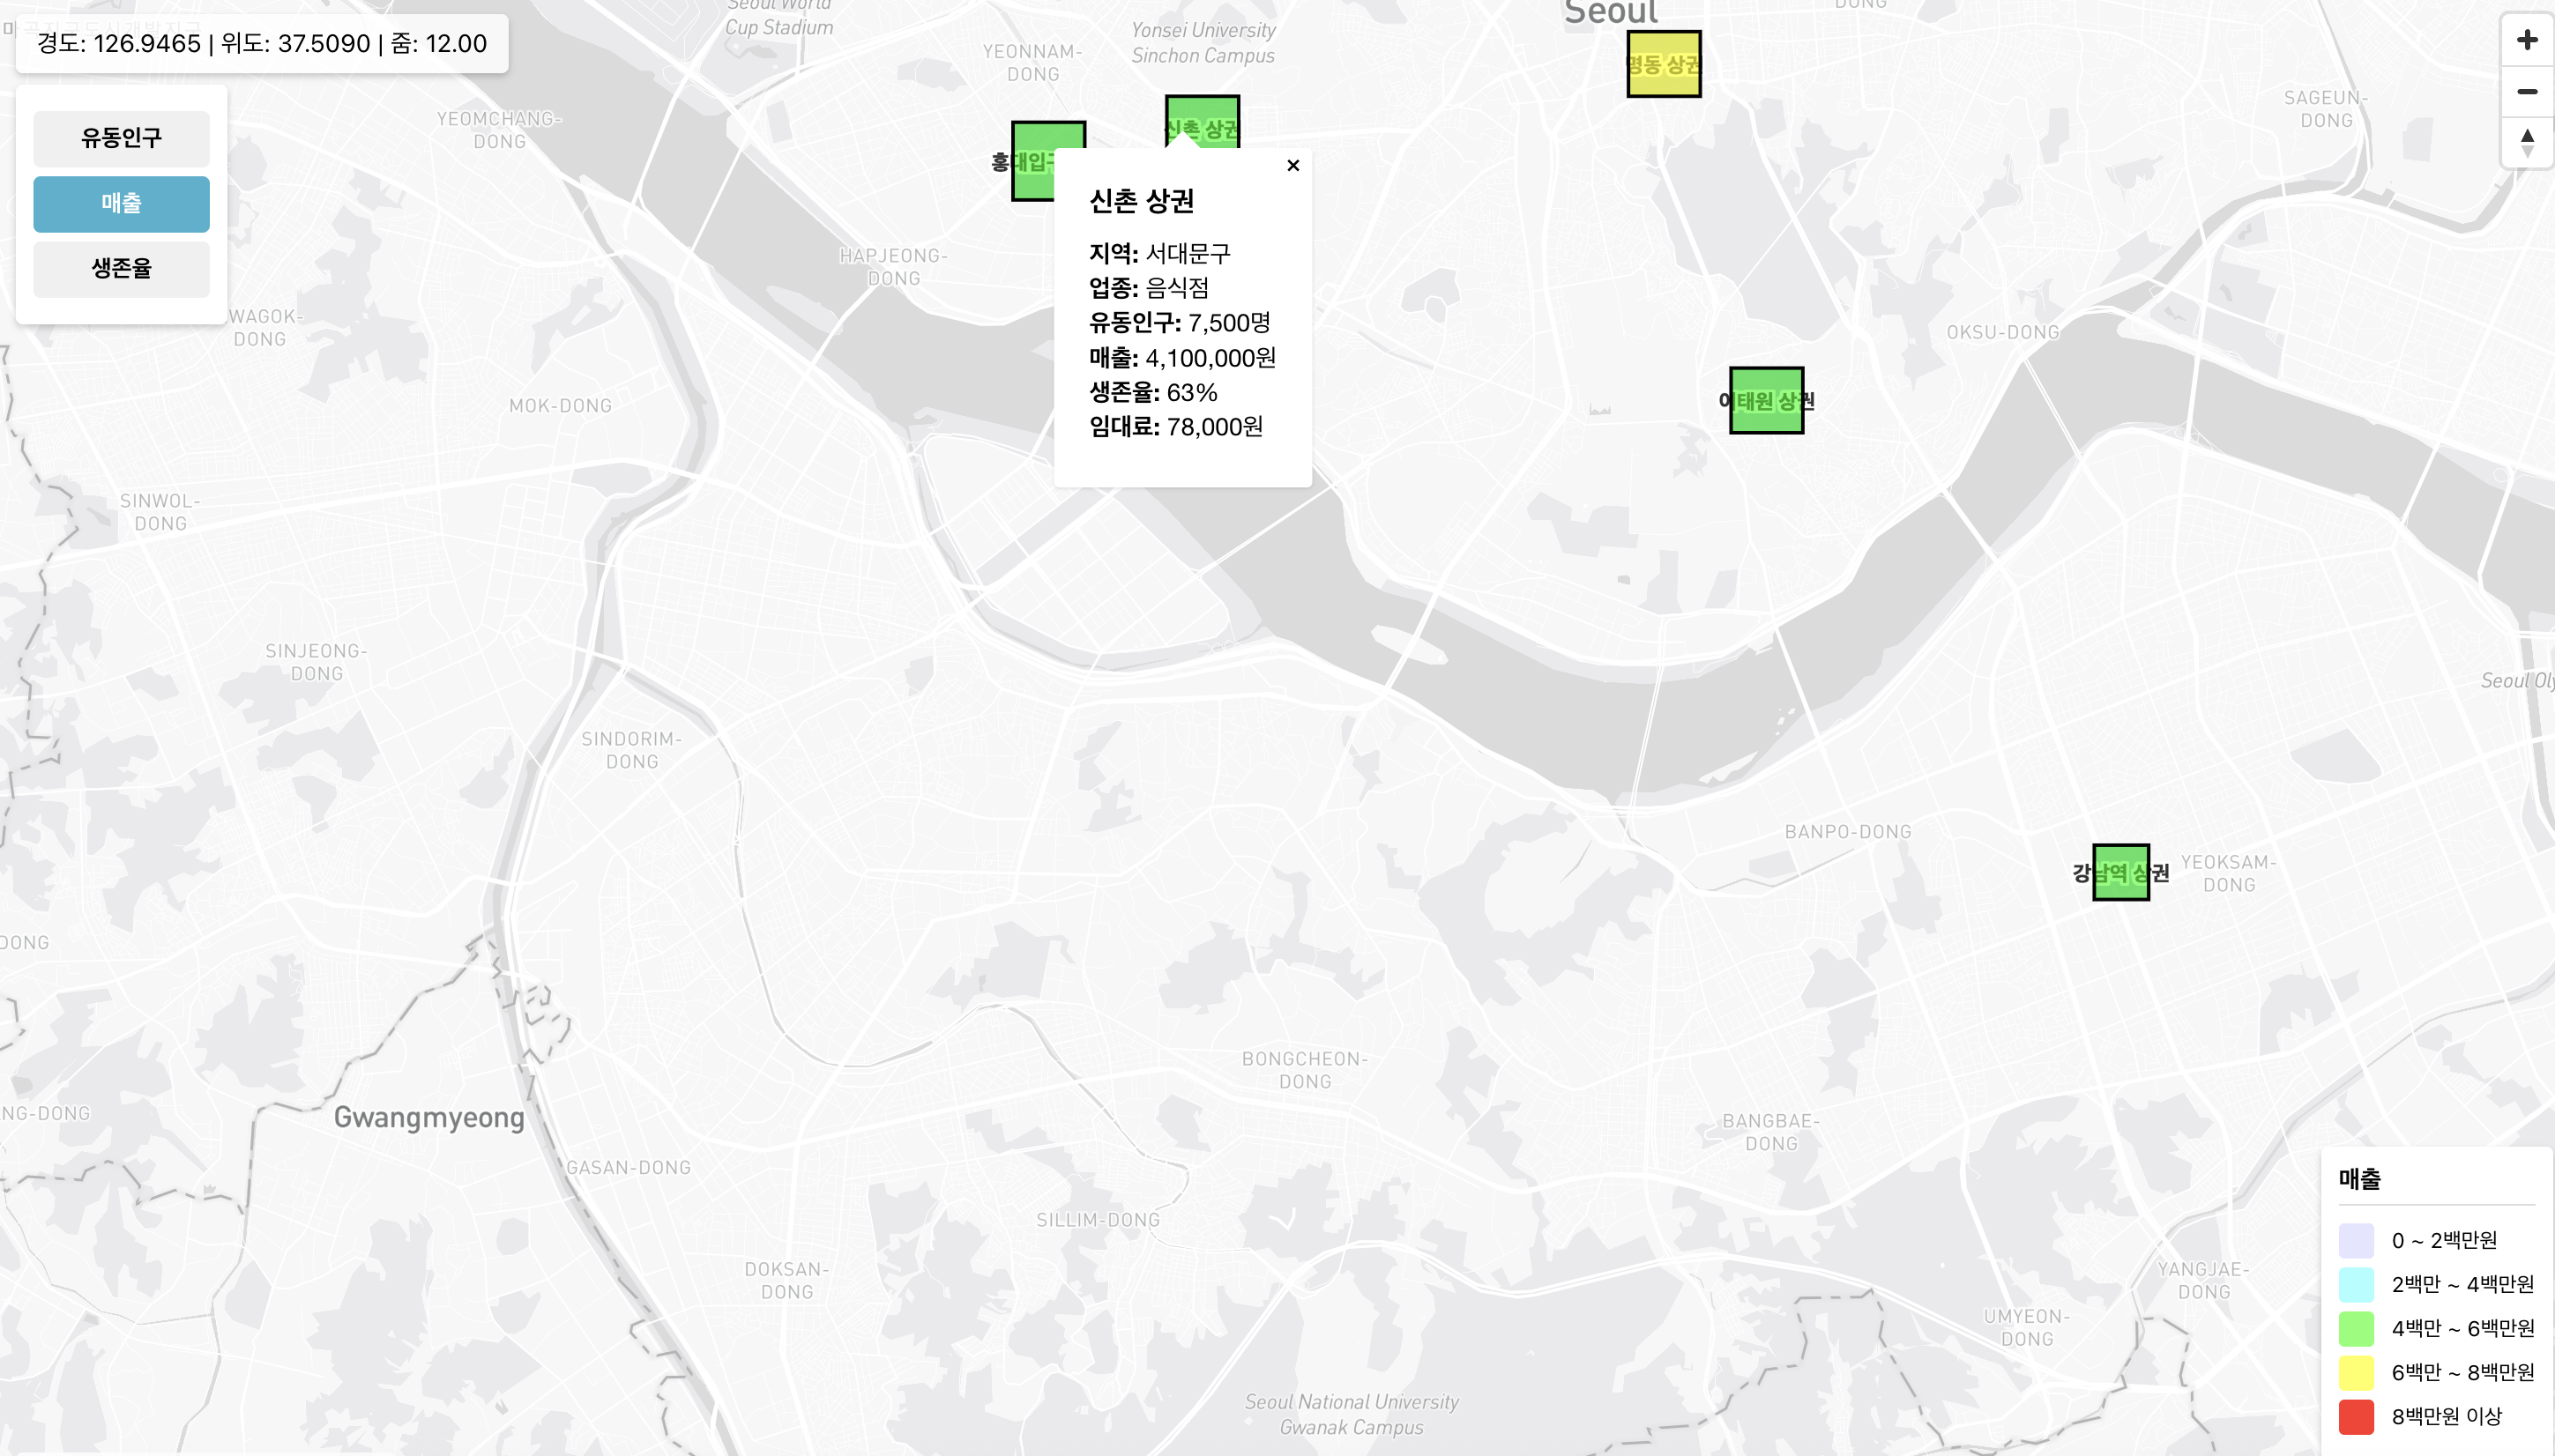 경도: 126.9465 | 위도: 37.5090 | 줌: 12.00
유동인구
매출
생존율
Seoul World
Cup Stadium
Yonsei University
Sinchon Campus
YEONNAM-
DONG
Seoul
DONG
명동 상권
SAGEUN-
DONG
YEOMCHANG-
DONG
신촌 상권
홍대입구
×
신촌 상권
지역: 서대문구
업종: 음식점
유동인구: 7,500명
매출: 4,100,000원
생존율: 63%
임대료: 78,000원
HAPJEONG-
DONG
WAGOK-
DONG
OKSU-DONG
MOK-DONG
이태원 상권
SINWOL-
DONG
SINJEONG-
DONG
Seoul Oly
SINDORIM-
DONG
BANPO-DONG
강남역 상권
YEOKSAM-
DONG
DONG
BONGCHEON-
DONG
NG-DONG
Gwangmyeong
BANGBAE-
DONG
GASAN-DONG
SILLIM-DONG
DOKSAN-
DONG
YANGJAE-
DONG
UMYEON-
DONG
Seoul National University
Gwanak Campus
매출
0 ~ 2백만원
2백만 ~ 4백만원
4백만 ~ 6백만원
6백만 ~ 8백만원
8백만원 이상